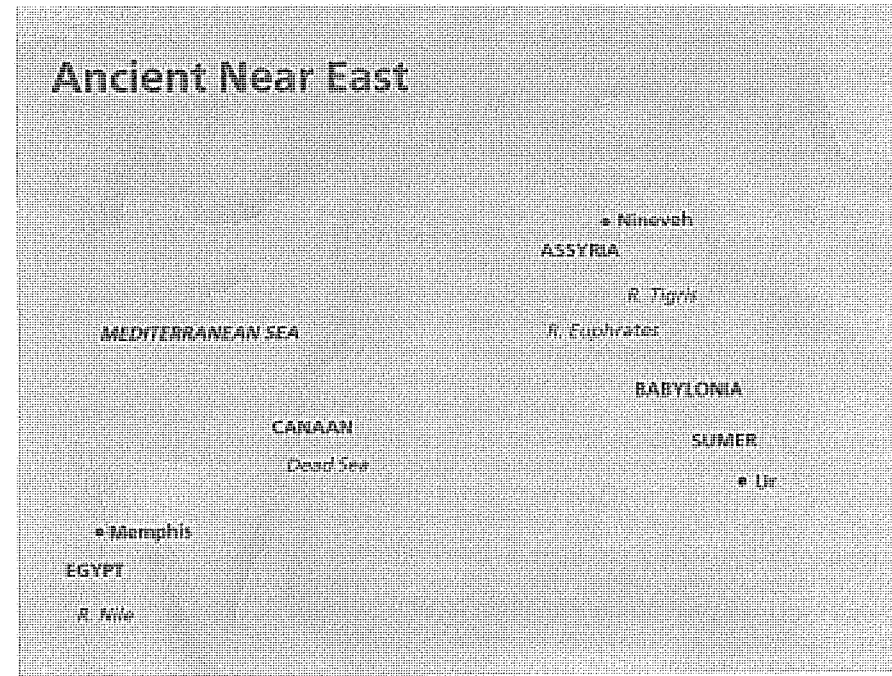 Ancient Near East
Nineveh
ASSYRIA
R. Tigris
MEDITERRANEAN SEA
R. Euphrates
BABYLONIA
CANAAN
SUMER
Dead Sea
Ur
Memphis
EGYPT
R. Nile